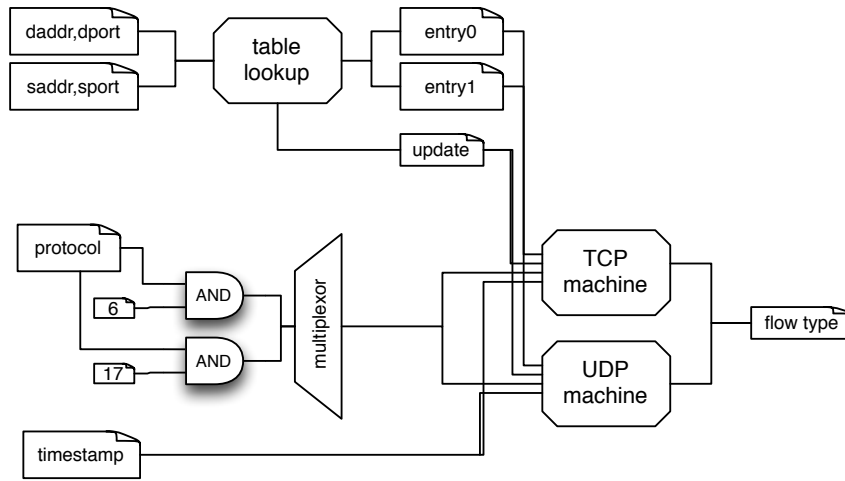 daddr,dport
saddr,sport
table
lookup
entry0
entry1
update
protocol
6
17
AND
AND
multiplexor
TCP
machine
UDP
machine
flow type
timestamp